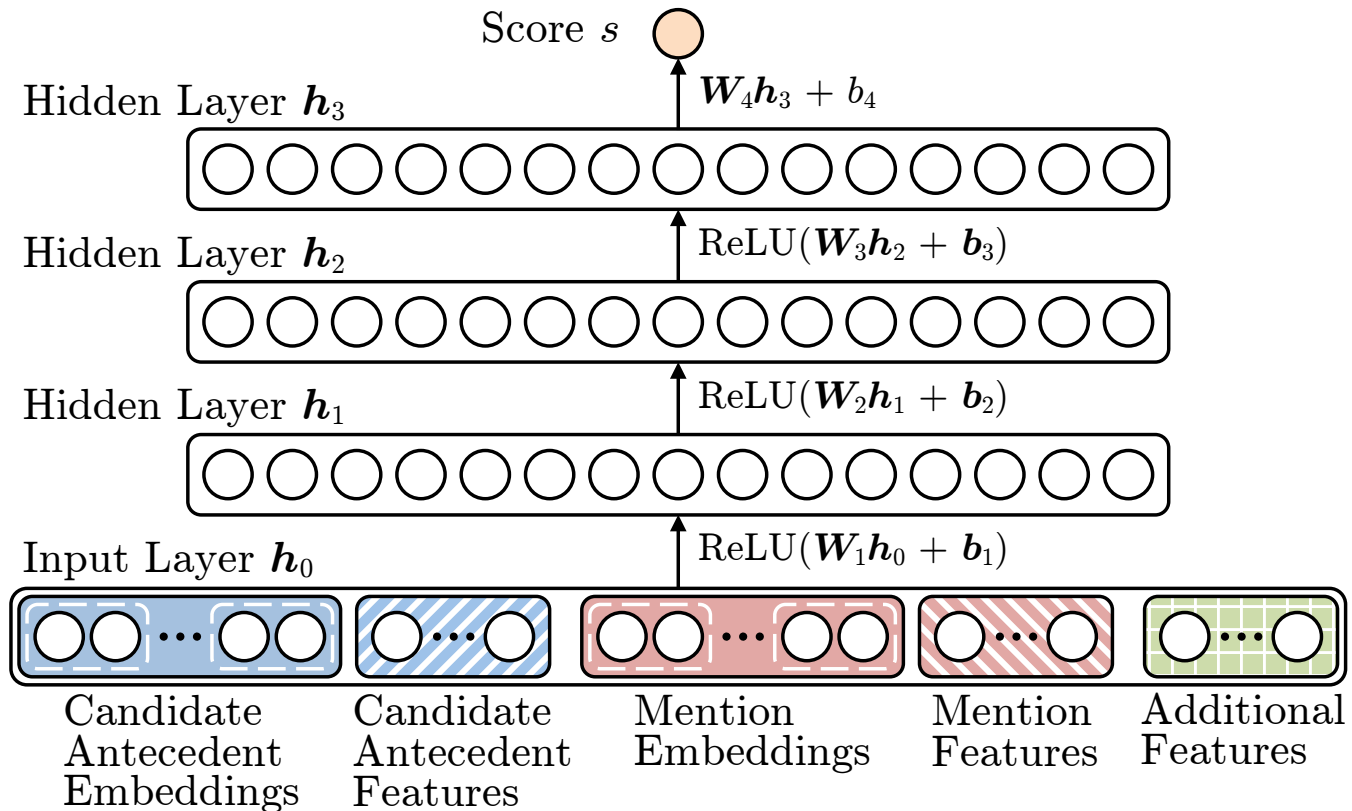 Score s
W₄h₃ + b₄
Hidden Layer h₃
ReLU(W₃h₂ + b₃)
Hidden Layer h₂
ReLU(W₂h₁ + b₂)
Hidden Layer h₁
ReLU(W₁h₀ + b₁)
Input Layer h₀
Candidate
Antecedent
Embeddings
Candidate
Antecedent
Features
Mention
Embeddings
Mention
Features
Additional
Features